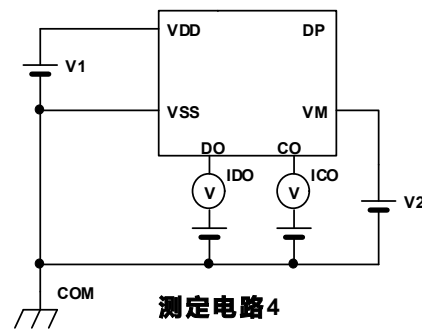 VDD DP
V1
VSS VM
DO CO
IDO ICO
V V
V2
COM
测定电路4